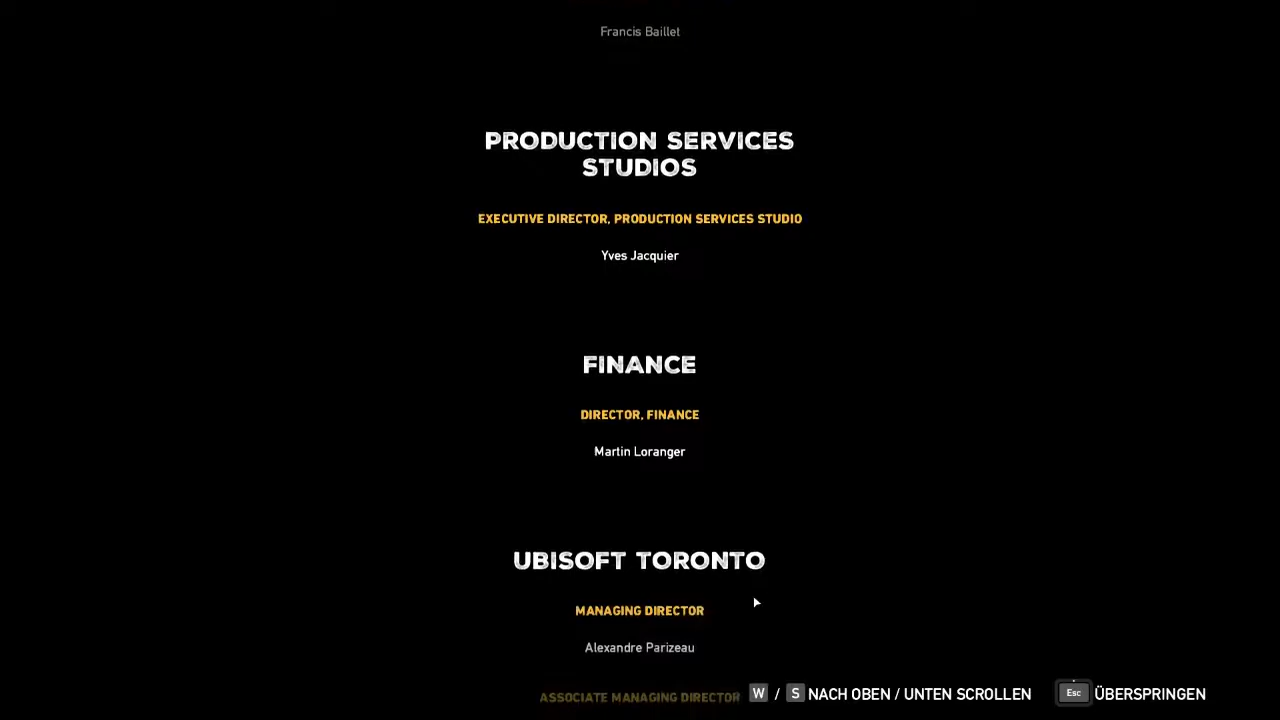 Francis Baillet
PRODUCTION SERVICES
STUDIOS
EXECUTIVE DIRECTOR, PRODUCTION SERVICES STUDIO
Yves Jacquier
FINANCE
DIRECTOR, FINANCE
Martin Loranger
UBISOFT TORONTO
MANAGING DIRECTOR
Alexandre Parizeau
ASSOCIATE MANAGING DIRECTOR
W / S NACH OBEN / UNTEN SCROLLEN Esc ÜBERSPRINGEN